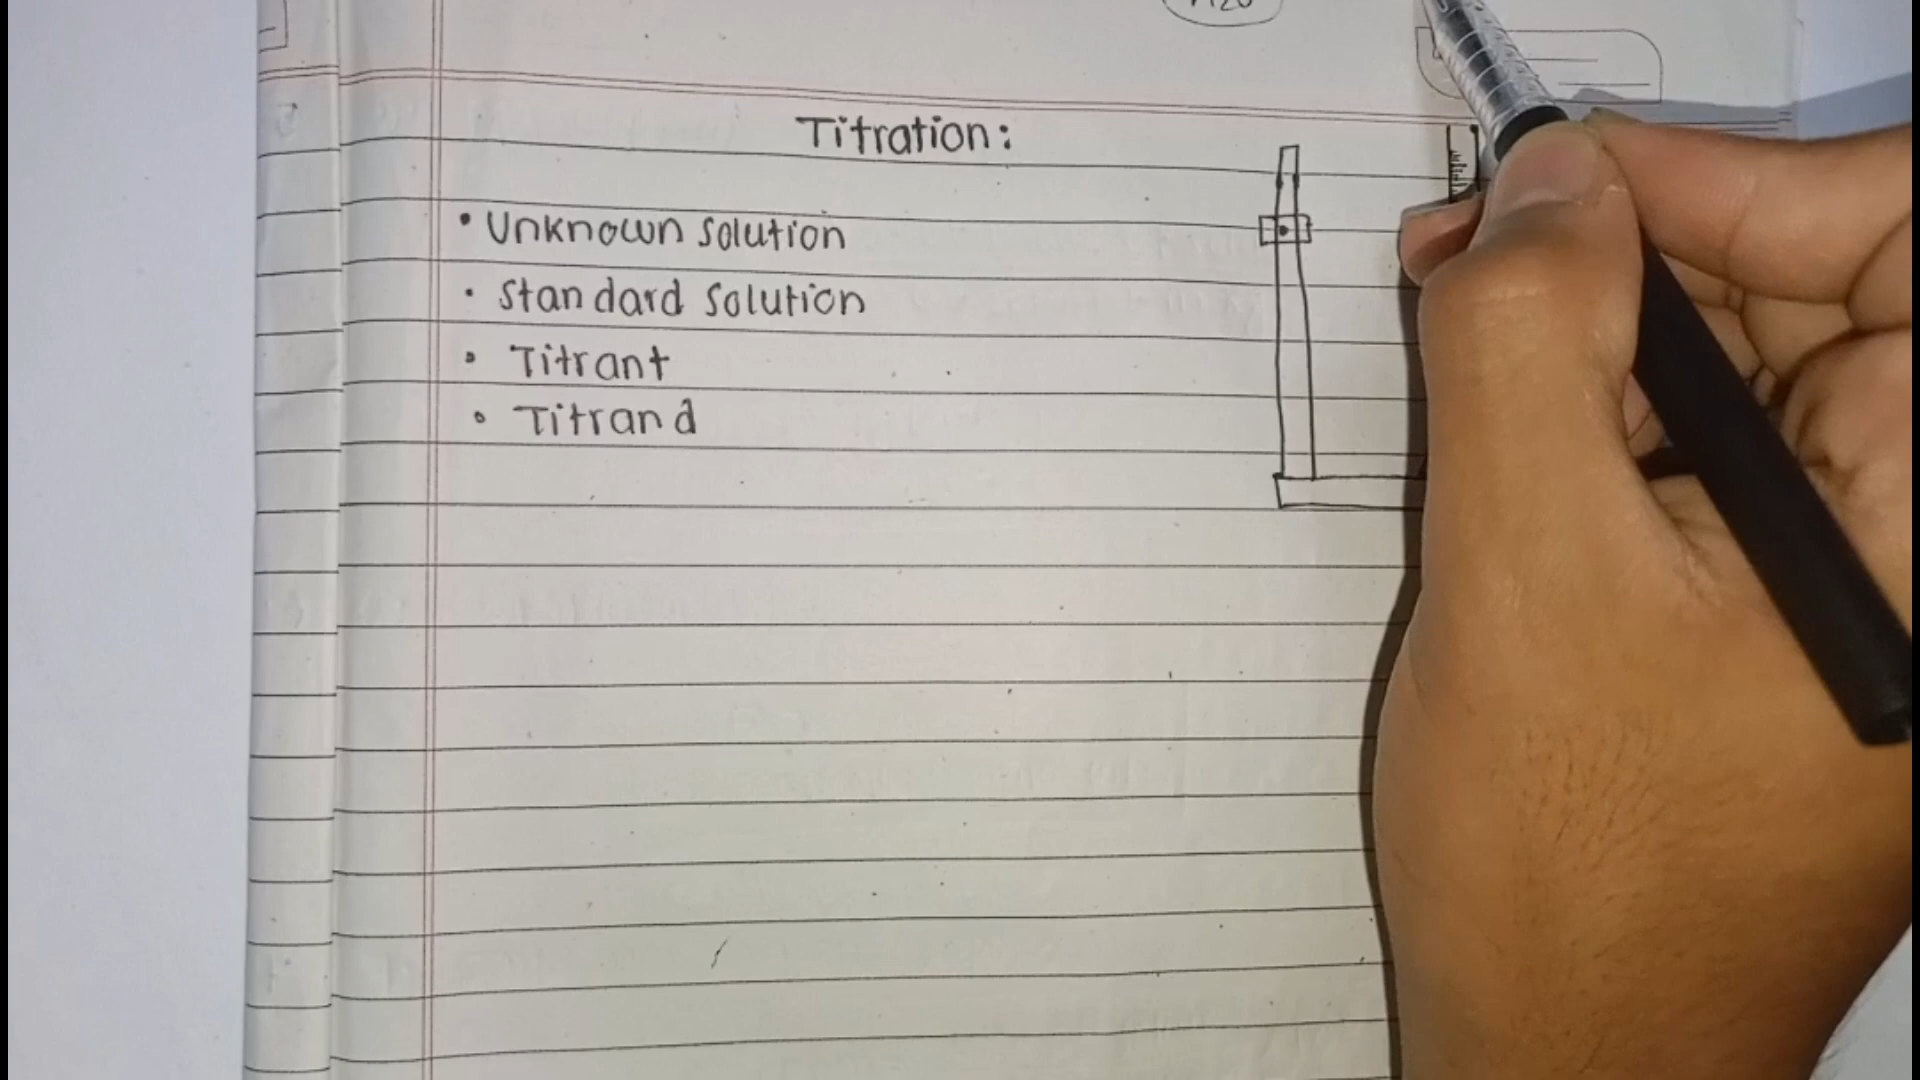 Titration:
• Unknown solution
• Standard solution
• Titrant
• Titrand